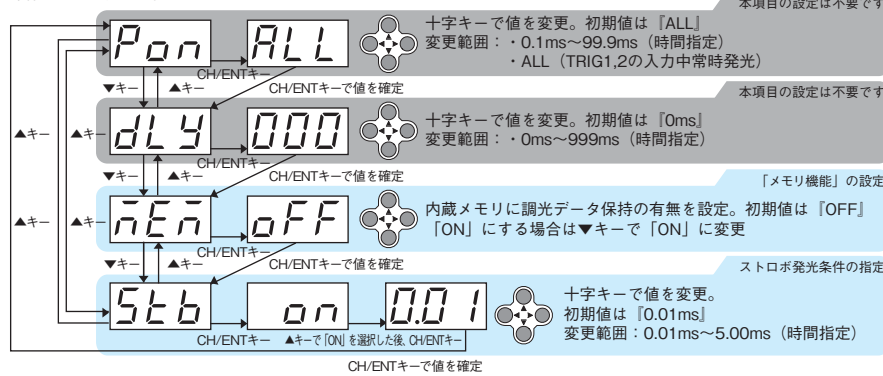 本項目の設定は不要です
Pon
ALL
十字キーで値を変更。初期値は『ALL』
変更範囲：・0.1ms〜99.9ms（時間指定）
・ALL（TRIG1,2の入力中常時発光）
CH/ENTキー
▼キー ▲キー CH/ENTキーで値を確定
本項目の設定は不要です
▲キー ▲キー
dLY
000
十字キーで値を変更。初期値は『0ms』
変更範囲：・0ms〜999ms（時間指定）
CH/ENTキー
▼キー ▲キー CH/ENTキーで値を確定
「メモリ機能」の設定
▲キー ▲キー
mEm
oFF
内蔵メモリに調光データ保持の有無を設定。初期値は『OFF』
「ON」にする場合は▼キーで「ON」に変更
CH/ENTキー
▼キー ▲キー CH/ENTキーで値を確定
ストロボ発光条件の指定
Stb
on
0.01
十字キーで値を変更。
初期値は『0.01ms』
変更範囲：0.01ms〜5.00ms（時間指定）
CH/ENTキー ▲キーで「ON」を選択した後、CH/ENTキー
CH/ENTキーで値を確定